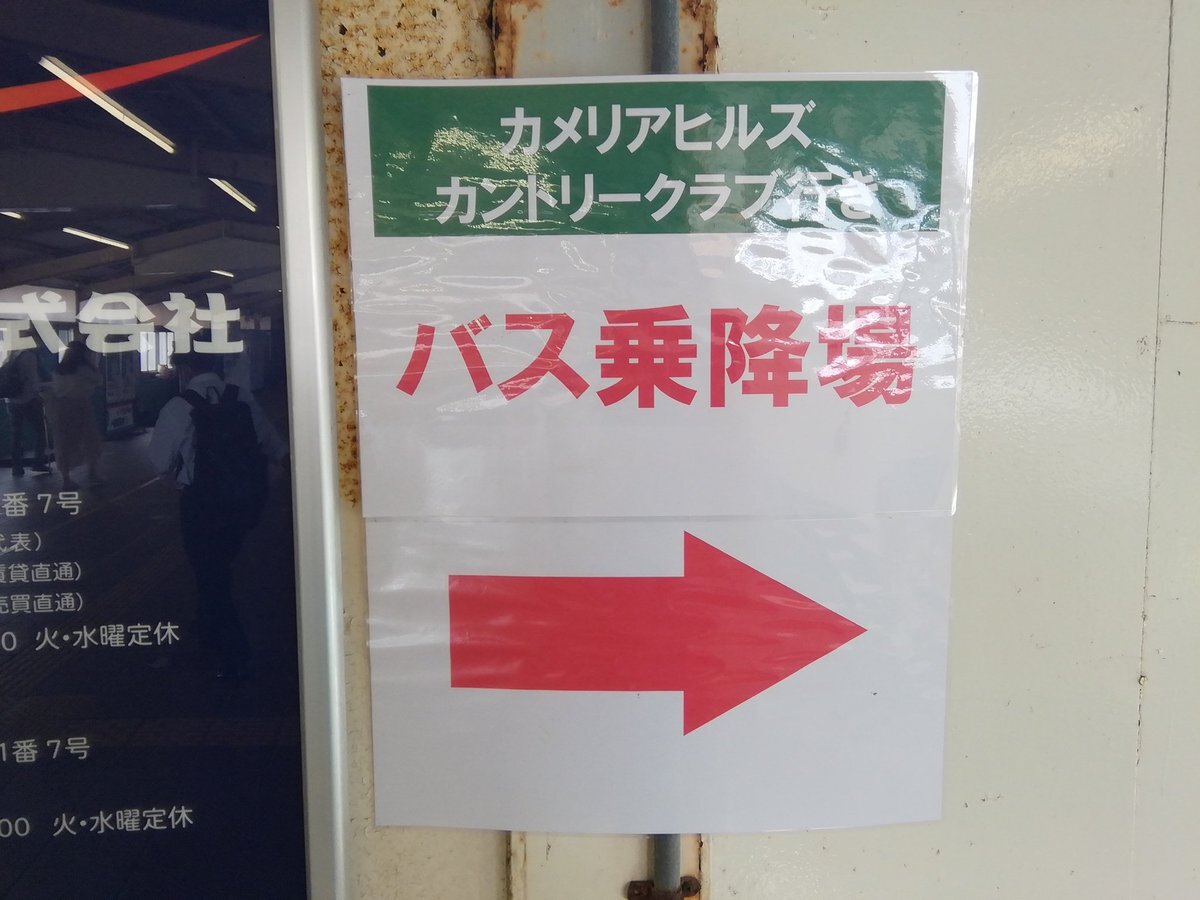 カメリアヒルズ
カントリークラブ行き
バス乗降場
式会社
番 7号
代表）
賃貸直通）
売買直通）
0 火・水曜定休
1番 7号
00 火・水曜定休